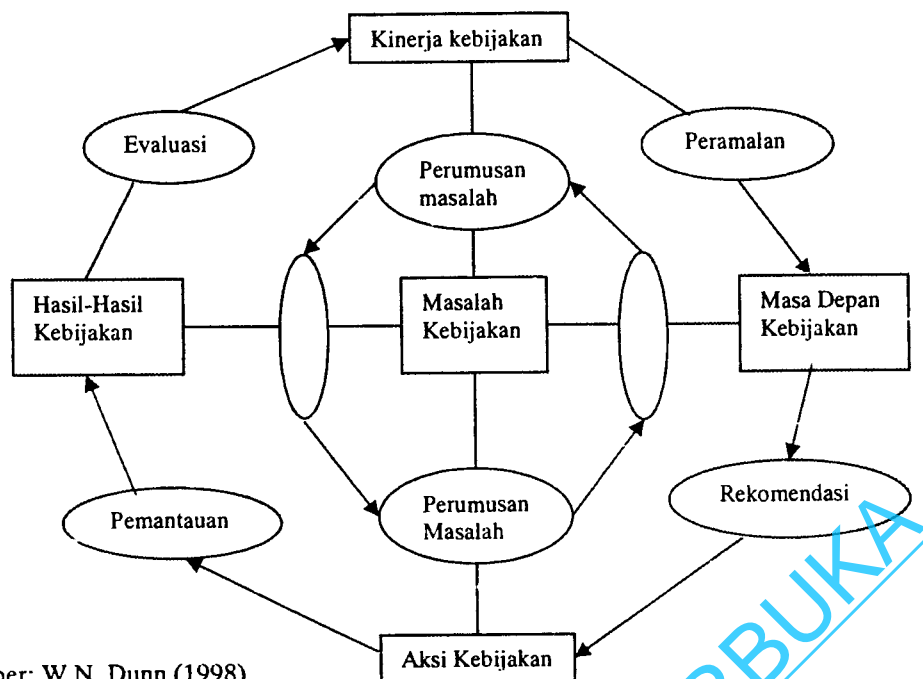 Kinerja kebijakan
Evaluasi
Peramalan
Perumusan
masalah
Hasil-Hasil
Kebijakan
Masalah
Kebijakan
Masa Depan
Kebijakan
Pemantauan
Perumusan
Masalah
Rekomendasi
Aksi Kebijakan
W.N. Dunn (1998)
RBUKA